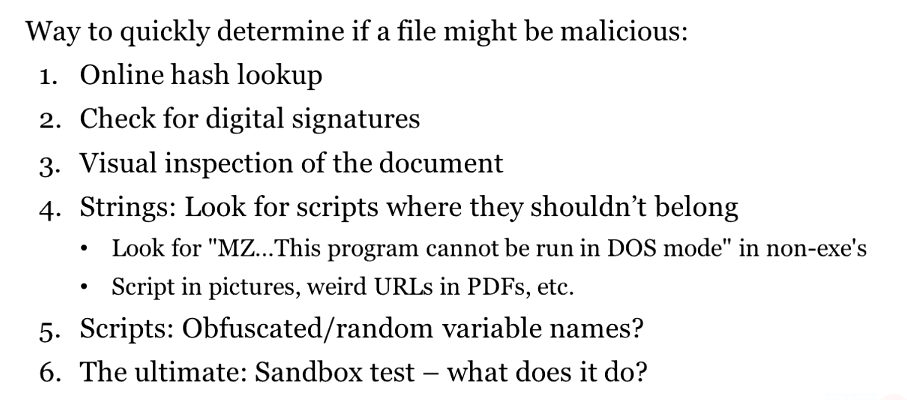 Way to quickly determine if a file might be malicious:
1. Online hash lookup
2. Check for digital signatures
3. Visual inspection of the document
4. Strings: Look for scripts where they shouldn’t belong
• Look for "MZ...This program cannot be run in DOS mode" in non-exe's
• Script in pictures, weird URLs in PDFs, etc.
5. Scripts: Obfuscated/random variable names?
6. The ultimate: Sandbox test – what does it do?